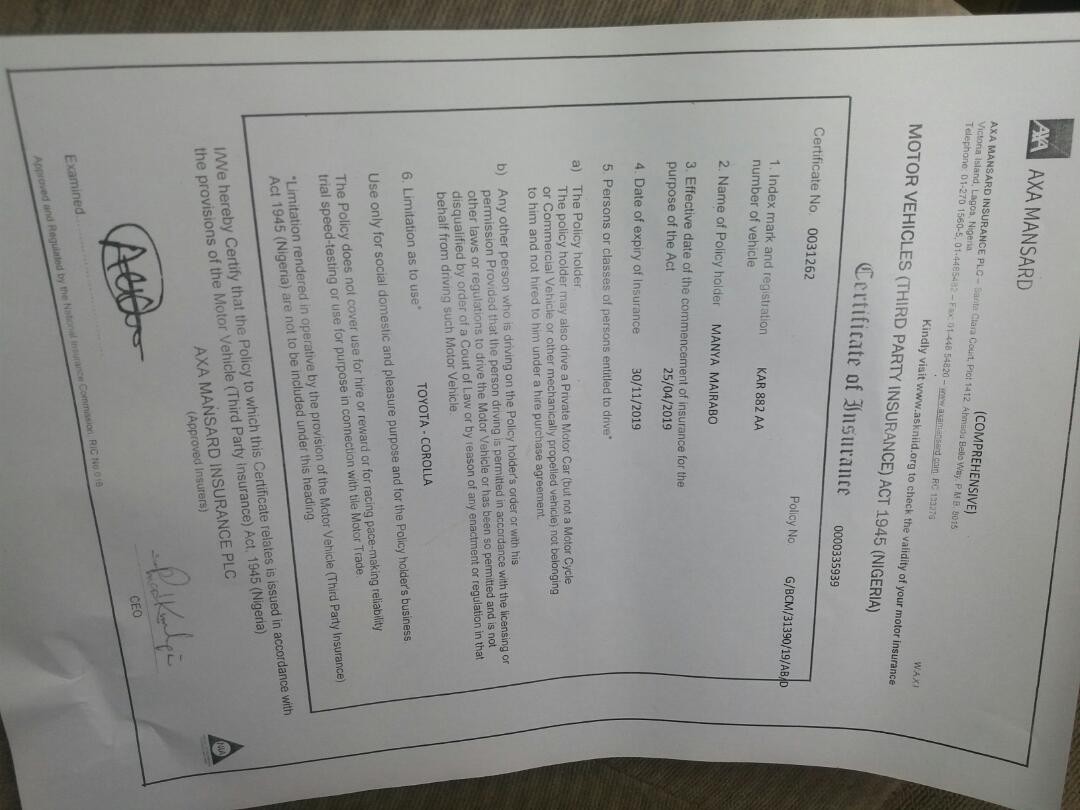 AXA AXA MANSARD
(COMPREHENSIVE)
AXA MANSARD INSURANCE PLC – Santa Clara Court, Plot 1412, Ahmadu Bello Way, P.M.B. 8015
Victoria Island, Lagos, Nigeria
Telephone: 01-270 1560-5, 01-4485482 – Fax: 01-448 54820 – www.axamansard.com RC 133276
WAXI
Kindly visit www.askniid.org to check the validity of your motor insurance
MOTOR VEHICLES (THIRD PARTY INSURANCE) ACT 1945 (NIGERIA)
Certificate of Insurance 0000335939
Certificate No. 0031262 Policy No G/BCM/31390/19/AB/D
1. Index mark and registration KAR 882 AA
number of vehicle
2. Name of Policy holder MANYA MAIRABO
3. Effective date of the commencement of insurance for the
purpose of the Act 25/04/2019
4. Date of expiry of Insurance 30/11/2019
5. Persons or classes of persons entitled to drive*
a) The Policy holder
The policy holder may also drive a Private Motor Car (but not a Motor Cycle
or Commercial Vehicle or other mechanically propelled vehicle) not belonging
to him and not hired to him under a hire purchase agreement.
b) Any other person who is driving on the Policy holder's order or with his
permission Provided that the person driving is permitted in accordance with the licensing or
other laws or regulations to drive the Motor Vehicle or has been so permitted and is not
disqualified by order of a Court of Law or by reason of any enactment or regulation in that
behalf from driving such Motor Vehicle.
6. Limitation as to use* TOYOTA - COROLLA
Use only for social domestic and pleasure purpose and for the Policy holder's business
The Policy does not cover use for hire or reward or for racing pace-making reliability
trial speed-testing or use for purpose in connection with tile Motor Trade
*Limitation rendered in operative by the provision of the Motor Vehicle (Third Party Insurance)
Act 1945 (Nigeria) are not to be included under this heading
I/We hereby Certify that the Policy to which this Certificate relates is issued in accordance with
the provisions of the Motor Vehicle (Third Party Insurance) Act, 1945 (Nigeria)
AXA MANSARD INSURANCE PLC
(Approved Insurers)
Examined
CEO
Approved and Regulated by the National Insurance Commission. RIC No
NIA